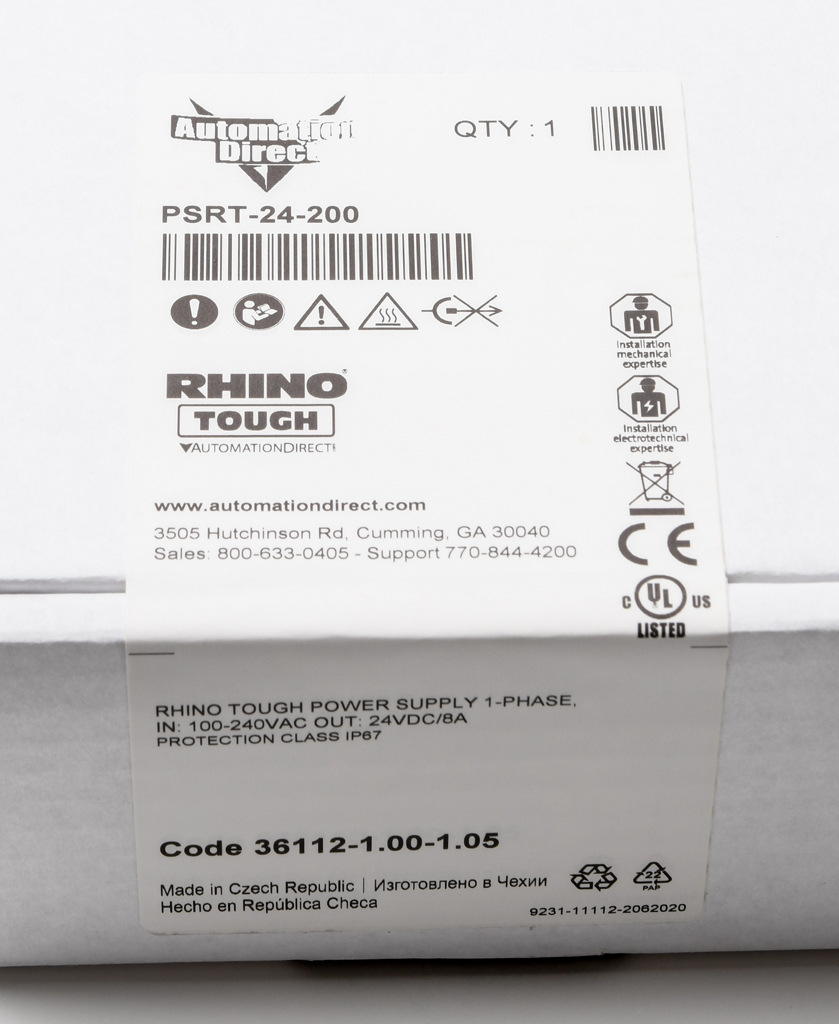 Automation
Direct
QTY : 1
PSRT-24-200
RHINO®
TOUGH
AUTOMATIONDIRECT
Installation
mechanical
expertise
Installation
electrotechnical
expertise
www.automationdirect.com
3505 Hutchinson Rd, Cumming, GA 30040
Sales: 800-633-0405 - Support 770-844-4200
CE
C UL US
LISTED
RHINO TOUGH POWER SUPPLY 1-PHASE,
IN: 100-240VAC OUT: 24VDC/8A
PROTECTION CLASS IP67
Code 36112-1.00-1.05
Made in Czech Republic | Изготовлено в Чехии
Hecho en República Checa
22
PAP
9231-11112-2062020